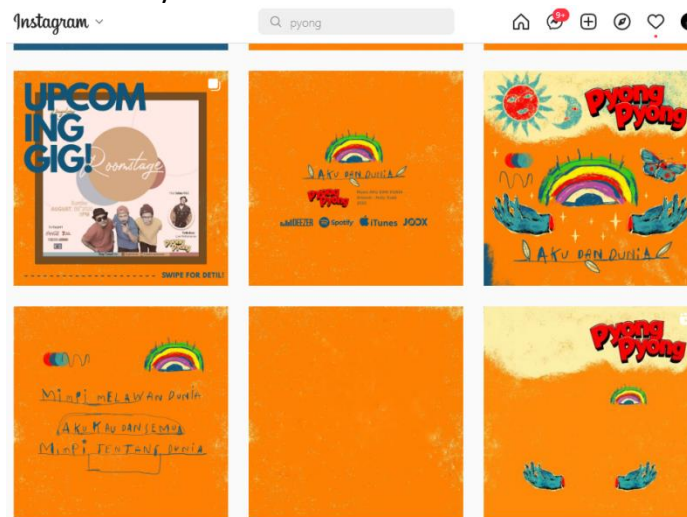 Instagram
pyong
9+
UPCOM
ING
GIG!
Roomstage
SWIPE FOR DETIL!
AKU DAN DUNIA
Pyong
Pyong
DEEZER Spotify iTunes JOOX
Pyong
Pyong
AKU DAN DUNIA
MimPi MELAWAN DUNIA
AKU KAU DAN SEMUA
MimPi TENTANG DUNIA
Pyong
Pyong